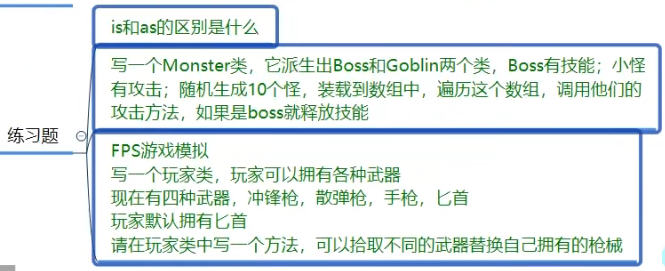 is和as的区别是什么
写一个Monster类，它派生出Boss和Goblin两个类，Boss有技能；小怪
有攻击；随机生成10个怪，装载到数组中，遍历这个数组，调用他们的
攻击方法，如果是boss就释放技能
练习题
FPS游戏模拟
写一个玩家类，玩家可以拥有各种武器
现在有四种武器，冲锋枪，散弹枪，手枪，匕首
玩家默认拥有匕首
请在玩家类中写一个方法，可以拾取不同的武器替换自己拥有的枪械